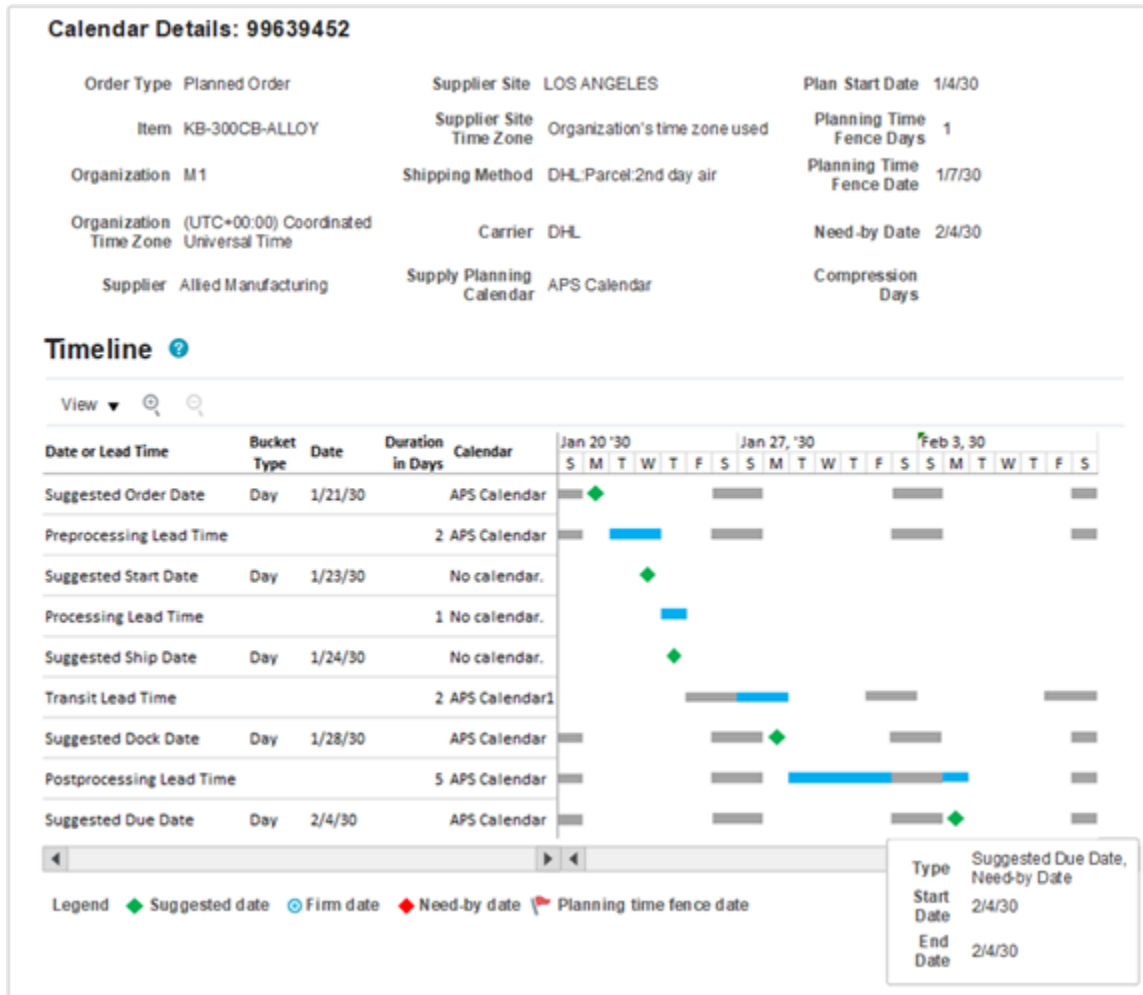 Calendar Details: 99639452
Order Type Planned Order Supplier Site LOS ANGELES Plan Start Date 1/4/30
Item KB-300CB-ALLOY Supplier Site Time Zone Organization's time zone used Planning Time Fence Days 1
Organization M1 Shipping Method DHL:Parcel:2nd day air Planning Time Fence Date 1/7/30
Organization Time Zone (UTC+00:00) Coordinated Universal Time Carrier DHL Need-by Date 2/4/30
Supplier Allied Manufacturing Supply Planning Calendar APS Calendar Compression Days
Timeline ?
View
Date or Lead Time Bucket Type Date Duration in Days Calendar Jan 20 '30 Jan 27, '30 Feb 3, 30
S M T W T F S S M T W T F S S M T W T F S
Suggested Order Date Day 1/21/30 APS Calendar
Preprocessing Lead Time 2 APS Calendar
Suggested Start Date Day 1/23/30 No calendar.
Processing Lead Time 1 No calendar.
Suggested Ship Date Day 1/24/30 No calendar.
Transit Lead Time 2 APS Calendar1
Suggested Dock Date Day 1/28/30 APS Calendar
Postprocessing Lead Time 5 APS Calendar
Suggested Due Date Day 2/4/30 APS Calendar
Legend Suggested date Firm date Need-by date Planning time fence date
Type Suggested Due Date, Need-by Date
Start Date 2/4/30
End Date 2/4/30